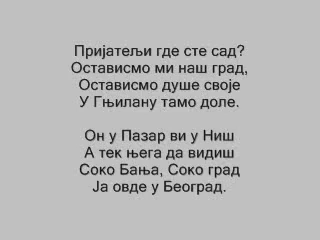 Пријатељи где сте сад?
Остависмо ми наш град,
Остависмо душе своје
У Гњилану тамо доле.

Он у Пазар ви у Ниш
А тек њега да видиш
Соко Бања, Соко град
Ја овде у Београд.